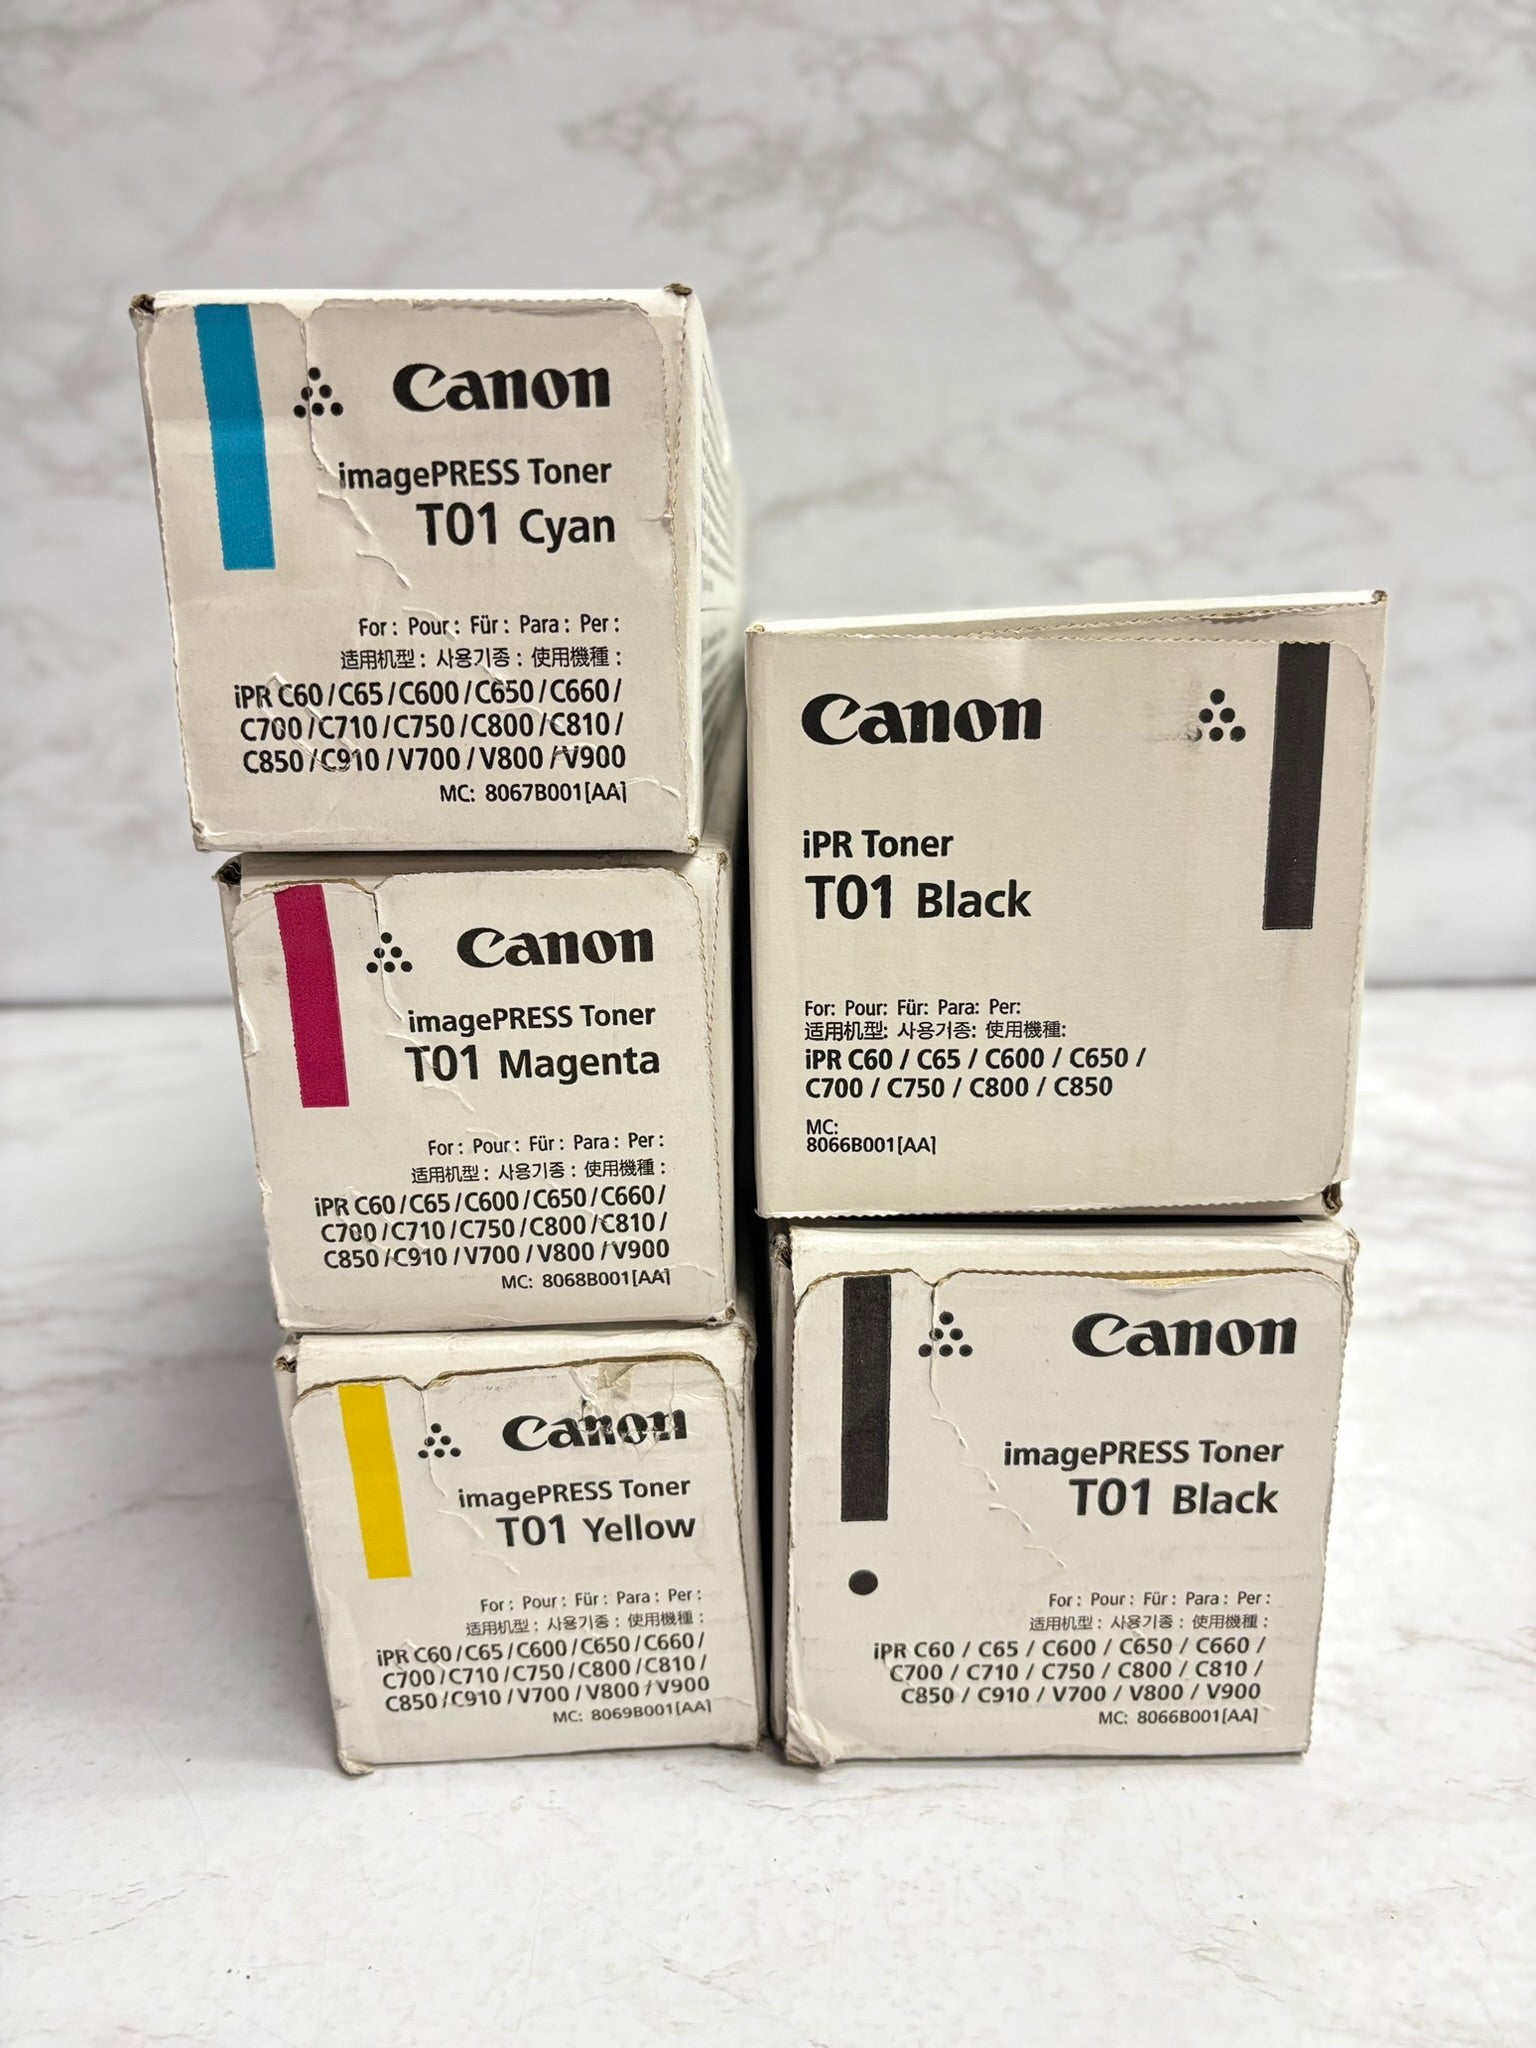 Canon
imagePRESS Toner
T01 Cyan
For : Pour : Für : Para : Per :
适用机型 : 사용기종 : 使用機種 :
iPR C60 / C65 / C600 / C650 / C660 /
C700 / C710 / C750 / C800 / C810 /
C850 / C910 / V700 / V800 / V900
MC: 8067B001[AA]
Canon
imagePRESS Toner
T01 Magenta
For : Pour : Für : Para : Per :
适用机型 : 사용기종 : 使用機種 :
iPR C60 / C65 / C600 / C650 / C660 /
C700 / C710 / C750 / C800 / C810 /
C850 / C910 / V700 / V800 / V900
MC: 8068B001[AA]
Canon
imagePRESS Toner
T01 Yellow
For : Pour : Für : Para : Per :
适用机型 : 사용기종 : 使用機種 :
iPR C60 / C65 / C600 / C650 / C660 /
C700 / C710 / C750 / C800 / C810 /
C850 / C910 / V700 / V800 / V900
MC: 8069B001[AA]
Canon
iPR Toner
T01 Black
For: Pour: Für: Para: Per:
适用机型: 사용기종: 使用機種:
iPR C60 / C65 / C600 / C650 /
C700 / C750 / C800 / C850
MC:
8066B001[AA]
Canon
imagePRESS Toner
T01 Black
For : Pour : Für : Para : Per :
适用机型 : 사용기종 : 使用機種 :
iPR C60 / C65 / C600 / C650 / C660 /
C700 / C710 / C750 / C800 / C810 /
C850 / C910 / V700 / V800 / V900
MC: 8066B001[AA]